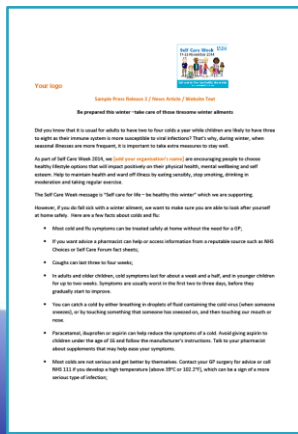 Self Care Week
Your logo
Sample Press Release 2 / News Article / Website Text
Be prepared this winter –take care of those tiresome winter ailments
Did you know that it is usual for adults to have two to four colds a year while children are likely to have three
to eight as their immune system is more susceptible to viral infections? That's why, during winter, when
seasonal illnesses are more frequent, it is important to take extra measures to stay well.
As part of Self Care Week 2014, we [add your organisation's name] are encouraging people to choose
healthy lifestyle options that will impact positively on their physical health, mental wellbeing and self
esteem. Help to maintain health and ward off illness by eating sensibly, stop smoking, drinking in
moderation and taking regular exercise.
The Self Care Week message is "Self care for life – be healthy this winter" which we are supporting.
However, if you do fall sick with a winter ailment, we want to make sure you are able to look after yourself
at home safely. Here are a few facts about colds and flu:
• Most cold and flu symptoms can be treated safely at home without the need for a GP;
• If you want advice a pharmacist can help or access information from a reputable source such as NHS
Choices or Self Care Forum fact sheets;
• Coughs can last three to four weeks;
• In adults and older children, cold symptoms last for about a week and a half, and in younger children
for up to two weeks. Symptoms are usually worst in the first two to three days, before they
gradually start to improve.
• You can catch a cold by either breathing in droplets of fluid containing the cold virus (when someone
sneezes), or by touching something that someone has sneezed on, and then touching our mouth or
nose.
• Paracetamol, ibuprofen or aspirin can help reduce the symptoms of a cold. Avoid giving aspirin to
children under the age of 16 and follow the manufacturer's instructions. Talk to your pharmacist
about supplements that may help ease your symptoms.
• Most colds are not serious and get better by themselves. Contact your GP surgery for advice or call
NHS 111 if you develop a high temperature (above 39°C or 102.2°F), which can be a sign of a more
serious type of infection;